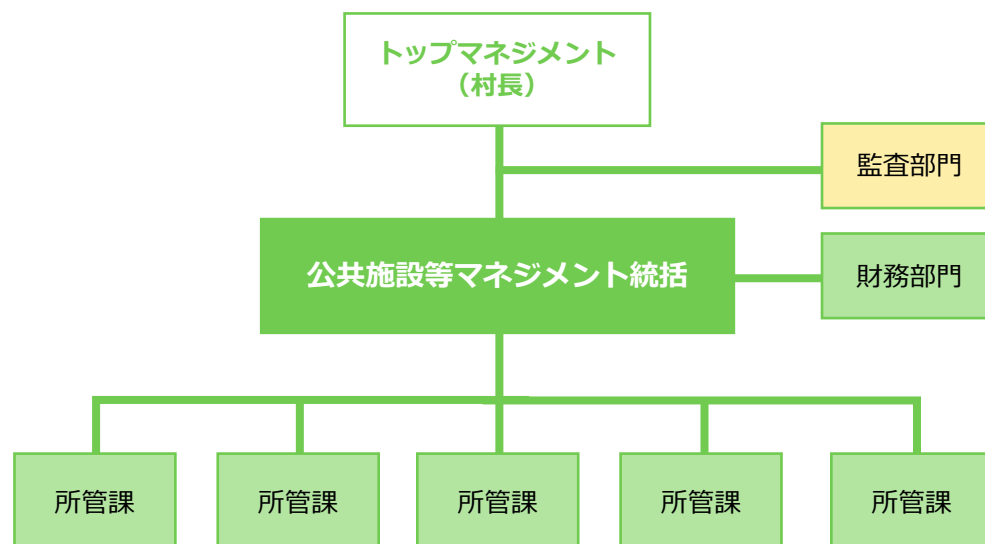 トップマネジメント
（村長）
監査部門
公共施設等マネジメント統括
財務部門
所管課
所管課
所管課
所管課
所管課